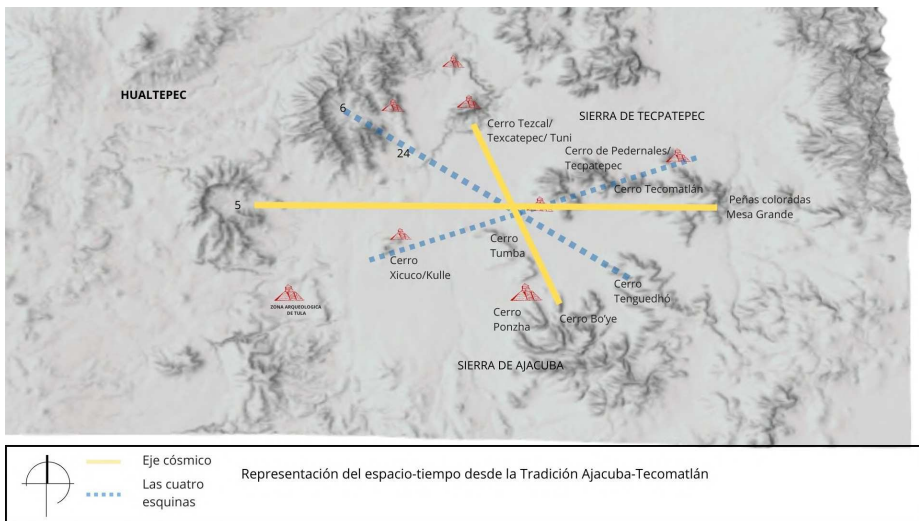 HUALTEPEC
6
24
5
Cerro Tezcal/
Texcatepec/ Tuni
SIERRA DE TECPATEPEC
Cerro de Pedernales/
Tecpatepec
Cerro Tecomatlán
Peñas coloradas
Mesa Grande
Cerro
Tumba
Cerro
Xicuco/Kulle
ZONA ARQUEOLOGICA
DE TULA
Cerro
Ponzha
Cerro Bo'ye
Cerro
Tenguedhó
SIERRA DE AJACUBA
Eje cósmico
Las cuatro
esquinas
Representación del espacio-tiempo desde la Tradición Ajacuba-Tecomatlán